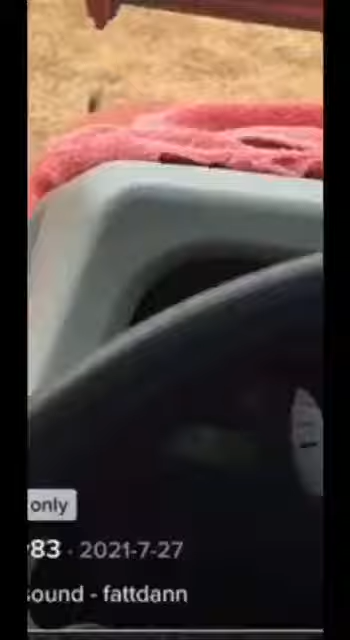 only
83 · 2021-7-27
sound - fattdann